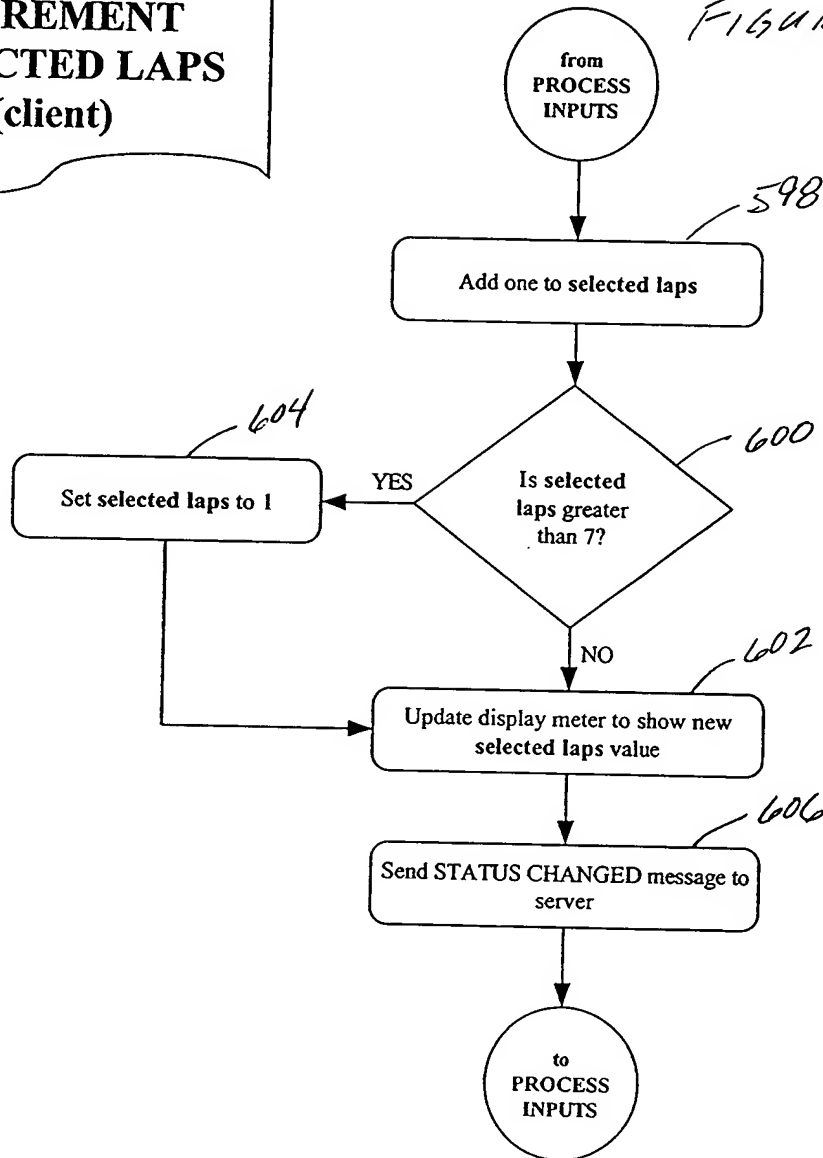 REMENT
CTED LAPS
(client)
from
PROCESS
INPUTS
598
Add one to selected laps
604
600
YES
Set selected laps to 1
Is selected
laps greater
than 7?
NO
602
Update display meter to show new
selected laps value
606
Send STATUS CHANGED message to
server
to
PROCESS
INPUTS